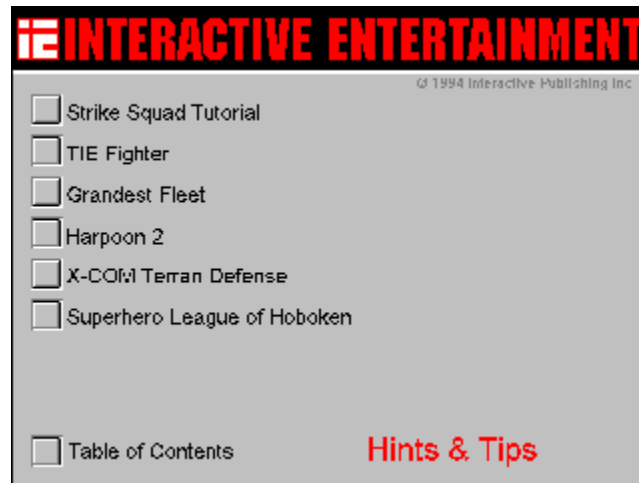 iE INTERACTIVE ENTERTAINMENT
© 1994 Interactive Publishing Inc
Strike Squad Tutorial
TIE Fighter
Grandest Fleet
Harpoon 2
X-COM Terran Defense
Superhero League of Hoboken
Table of Contents
Hints & Tips